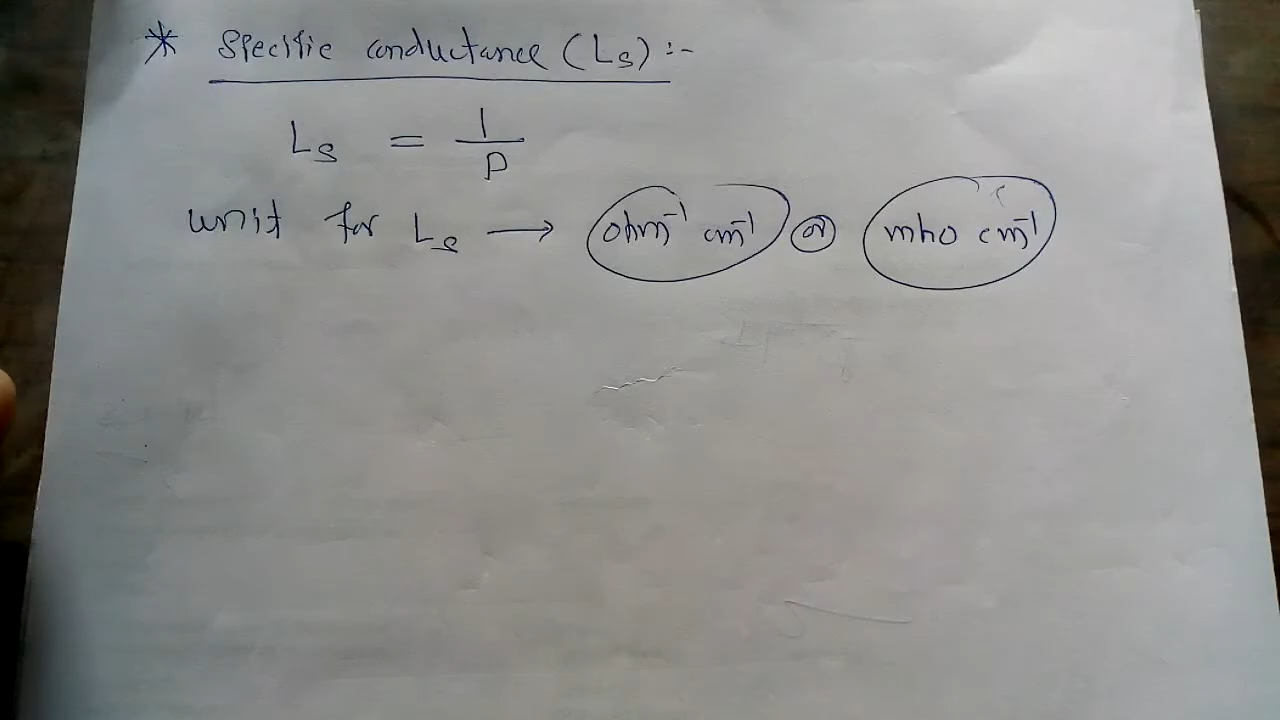 * Specific conductance (Ls) :-
Ls = 1/ρ
unit for Ls → ohm⁻¹ cm⁻¹ or mho cm⁻¹